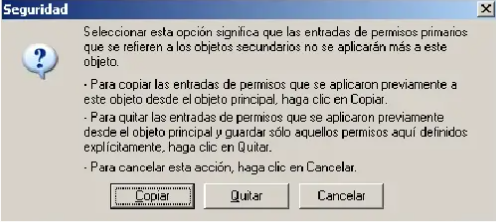 Seguridad
Seleccionar esta opción significa que las entradas de permisos primarios
que se refieren a los objetos secundarios no se aplicarán más a este
objeto.
- Para copiar las entradas de permisos que se aplicaron previamente a
este objeto desde el objeto principal, haga clic en Copiar.
- Para quitar las entradas de permisos que se aplicaron previamente
desde el objeto principal y guardar sólo aquellos permisos aquí definidos
explícitamente, haga clic en Quitar.
- Para cancelar esta acción, haga clic en Cancelar.
Copiar Quitar Cancelar